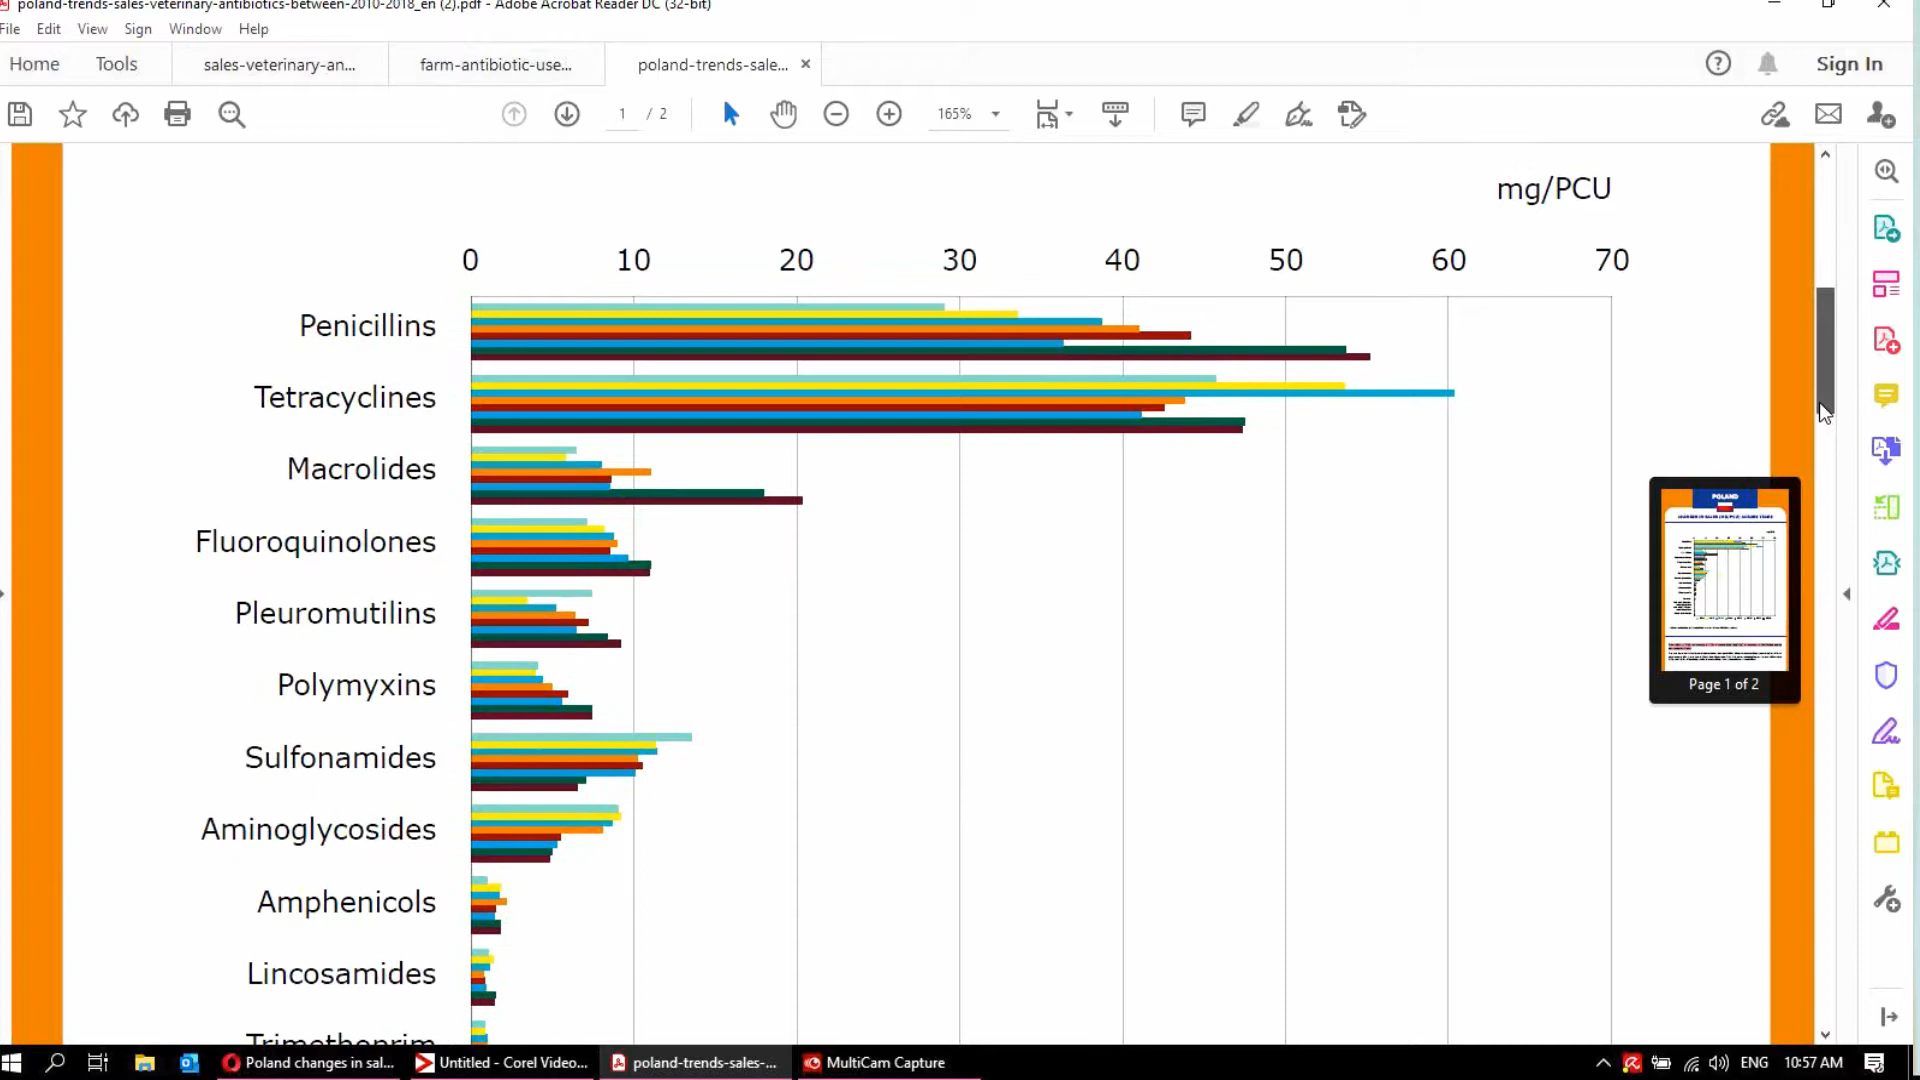 poland-trends-sales-veterinary-antibiotics-between-2010-2018_en (2).pdf - Adobe Acrobat Reader DC (32-bit)
File Edit View Sign Window Help
Home Tools sales-veterinary-an... farm-antibiotic-use... poland-trends-sale...
Sign In
1 / 2 165%
mg/PCU
0 10 20 30 40 50 60 70
Penicillins
Tetracyclines
Macrolides
Fluoroquinolones
Pleuromutilins
Polymyxins
Sulfonamides
Aminoglycosides
Amphenicols
Lincosamides
Trimethoprim
POLAND
Page 1 of 2
Poland changes in sal... Untitled - Corel Video... poland-trends-sales-... MultiCam Capture ENG 10:57 AM